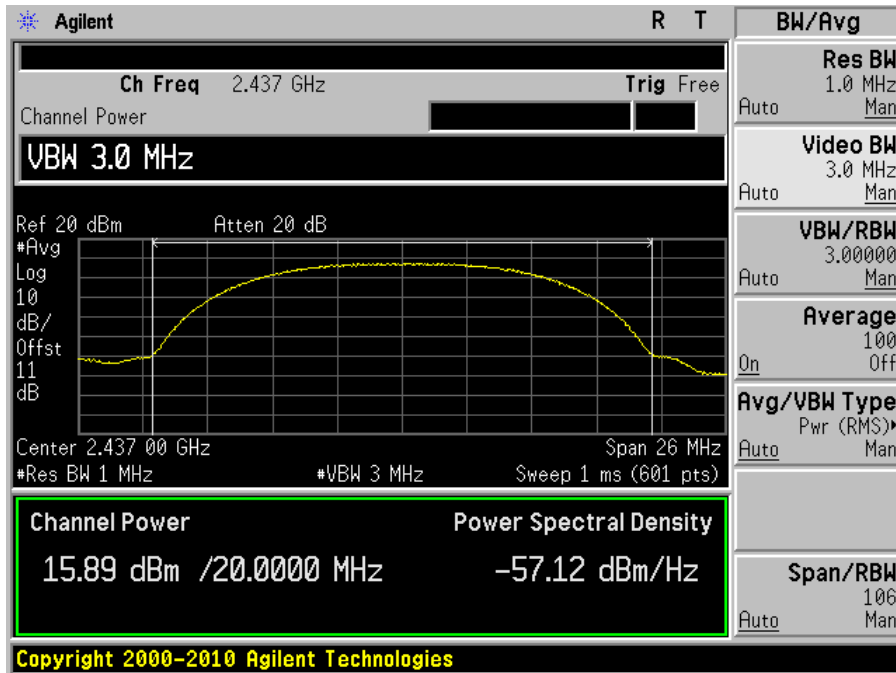 Agilent R T BW/Avg
Ch Freq 2.437 GHz Trig Free
Channel Power
VBW 3.0 MHz
Ref 20 dBm Atten 20 dB
#Avg
Log
10
dB/
Offst
11
dB
Center 2.437 00 GHz Span 26 MHz
#Res BW 1 MHz #VBW 3 MHz Sweep 1 ms (601 pts)
Channel Power Power Spectral Density
15.89 dBm /20.0000 MHz -57.12 dBm/Hz
Copyright 2000-2010 Agilent Technologies
Res BW
1.0 MHz
Auto Man
Video BW
3.0 MHz
Auto Man
VBW/RBW
3.00000
Auto Man
Average
100
On Off
Avg/VBW Type
Pwr (RMS)
Auto Man
Span/RBW
106
Auto Man